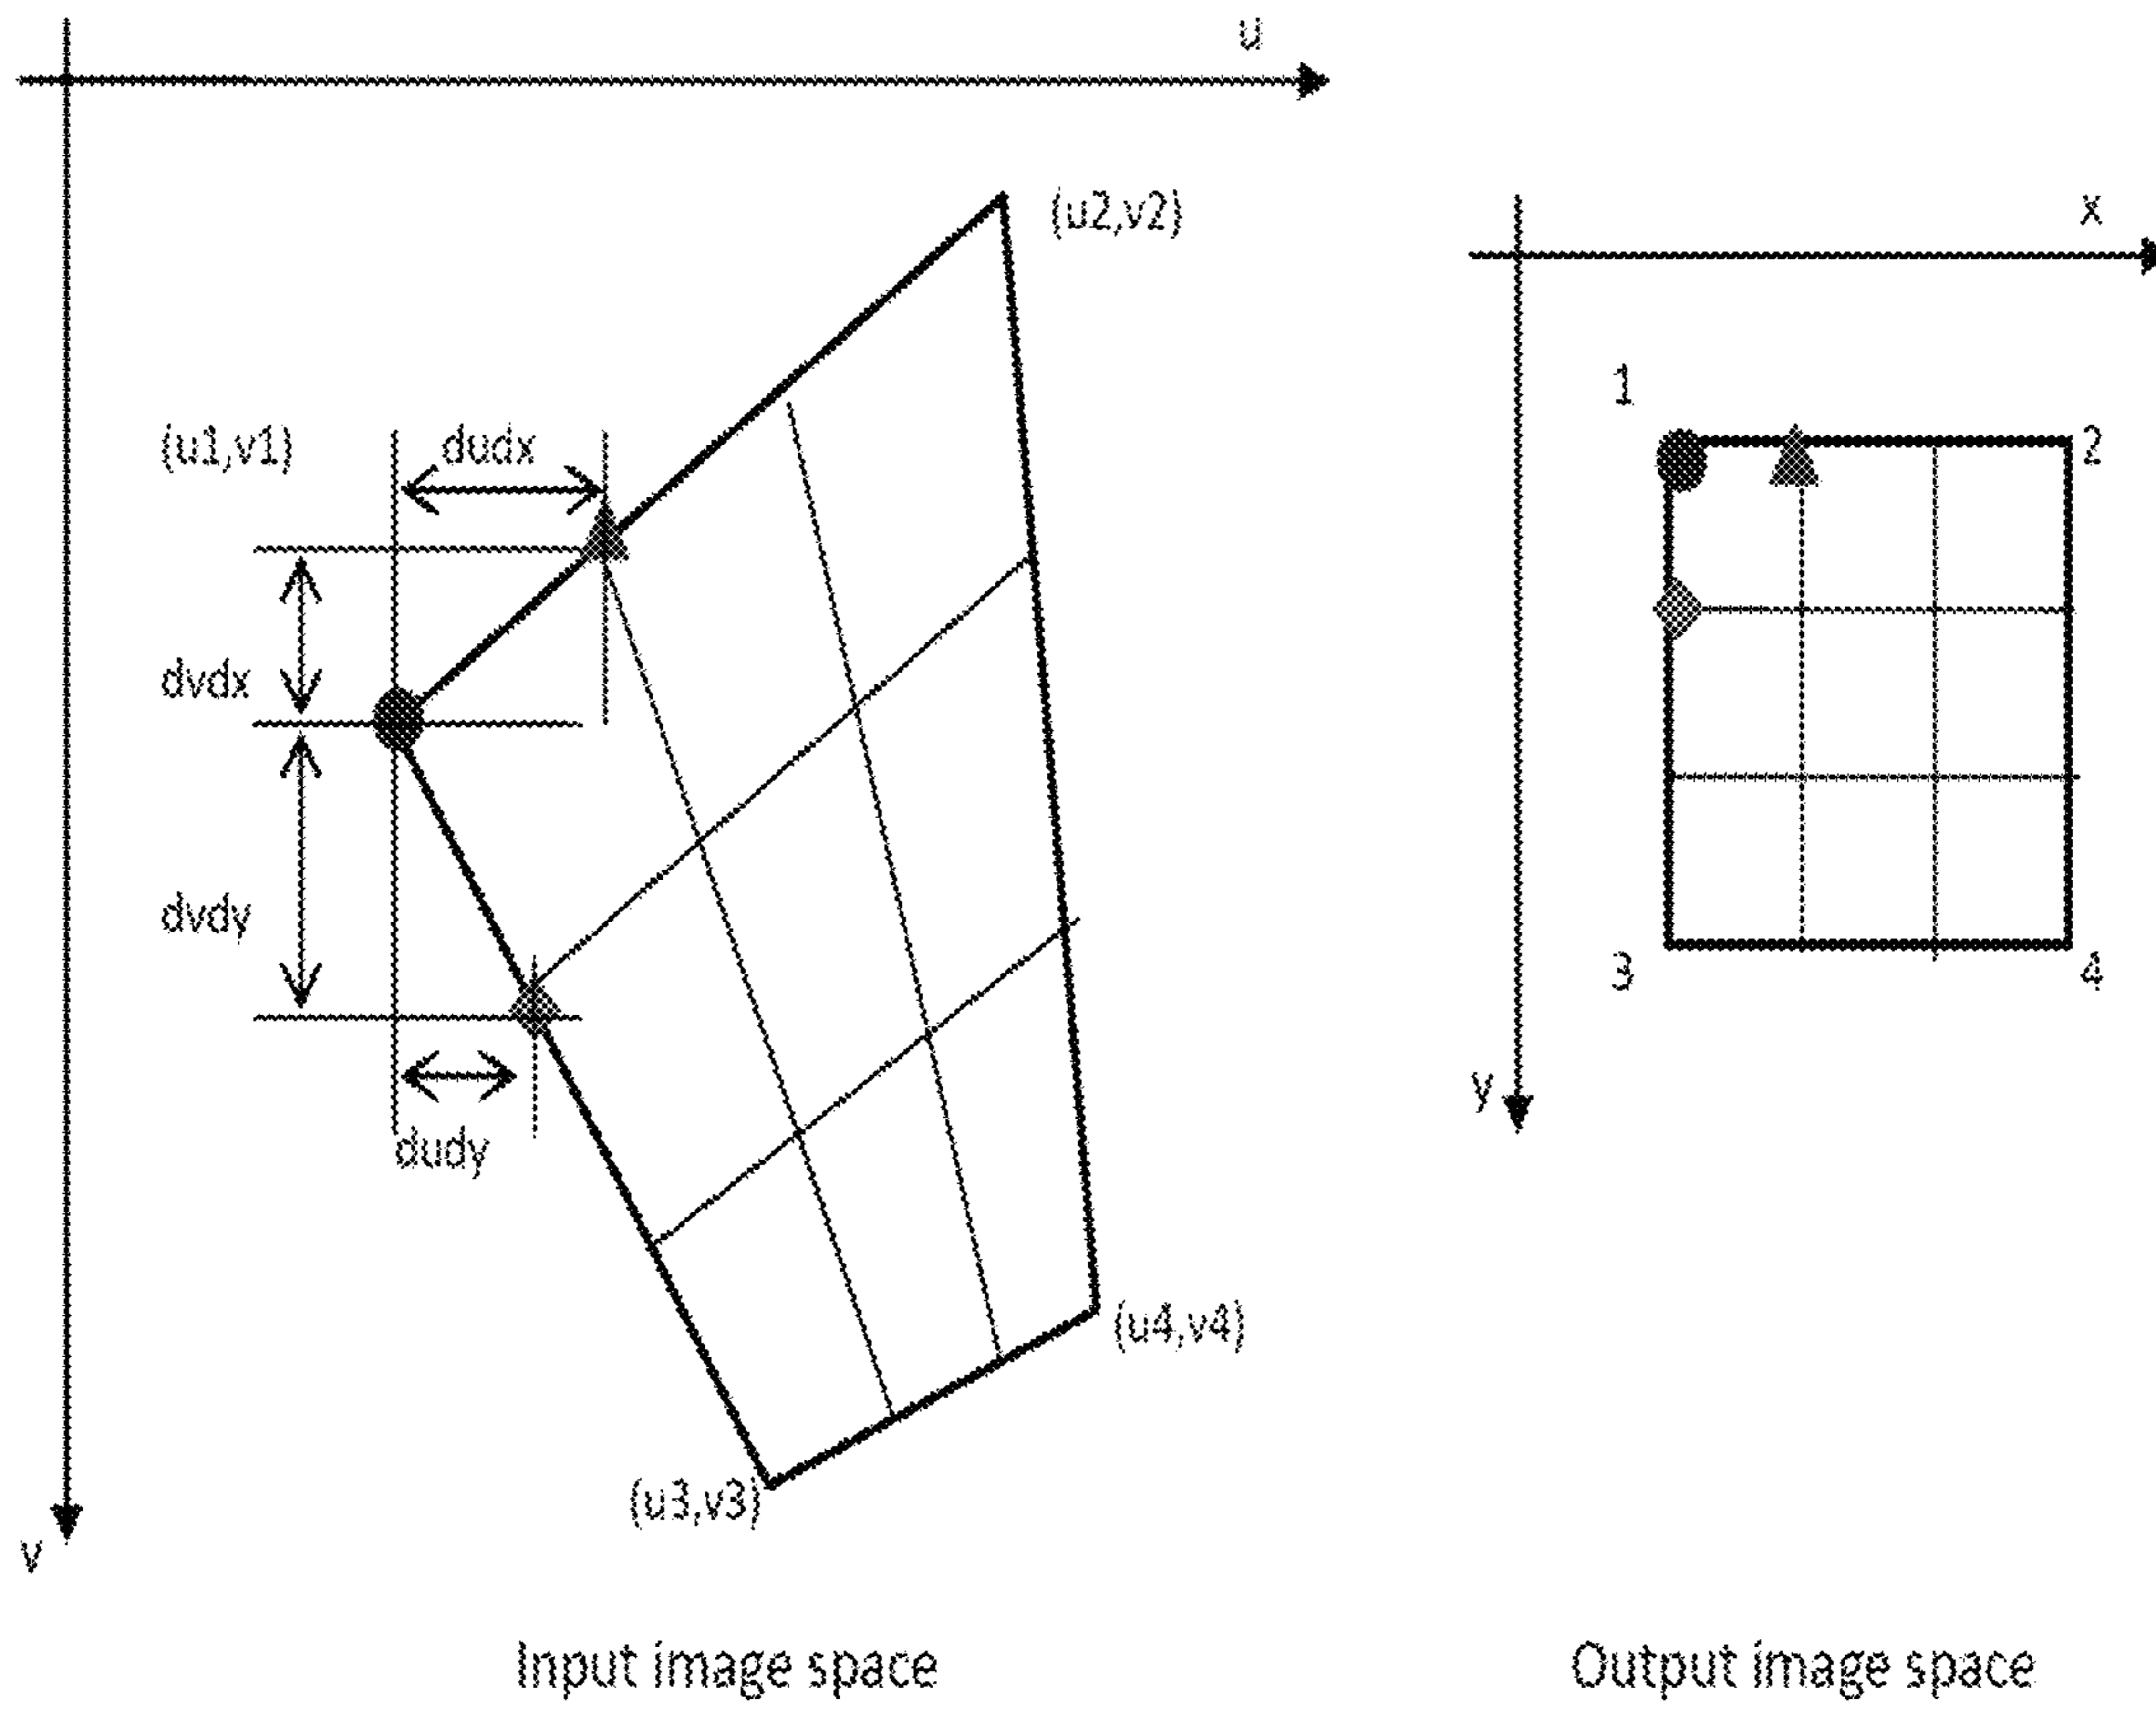 u
(u2,v2)
x
1
(u1,v1)
dudx
2
dvdx
dvdy
3
4
y
dudy
(u4,v4)
(u3,v3)
v
Input image space
Output image space